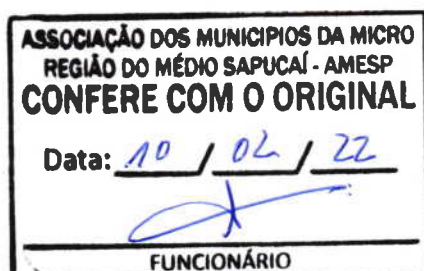 ASSOCIAÇÃO DOS MUNICIPIOS DA MICRO
REGIÃO DO MÉDIO SAPUCAÍ - AMESP
CONFERE COM O ORIGINAL
Data: 10 / 02 / 22
FUNCIONÁRIO